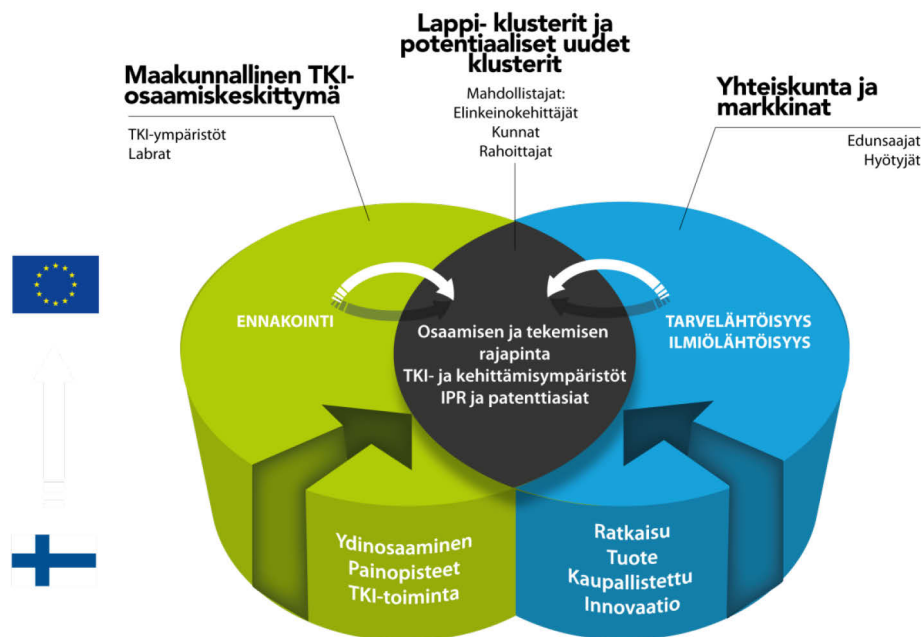 Maakunnallinen TKI-
osaamiskeskittymä
TKI-ympäristöt
Labrat
Lappi- klusterit ja
potentiaaliset uudet
klusterit
Mahdollistajat:
Elinkeinokehittäjät
Kunnat
Rahoittajat
Yhteiskunta ja
markkinat
Edunsaajat
Hyötyjät
ENNAKOINTI
Osaamisen ja tekemisen
rajapinta
TKI- ja kehittämisympäristöt
IPR ja patenttiasiat
TARVELÄHTÖISYYS
ILMIÖLÄHTÖISYYS
Ydinosaaminen
Painopisteet
TKI-toiminta
Ratkaisu
Tuote
Kaupallistettu
Innovaatio